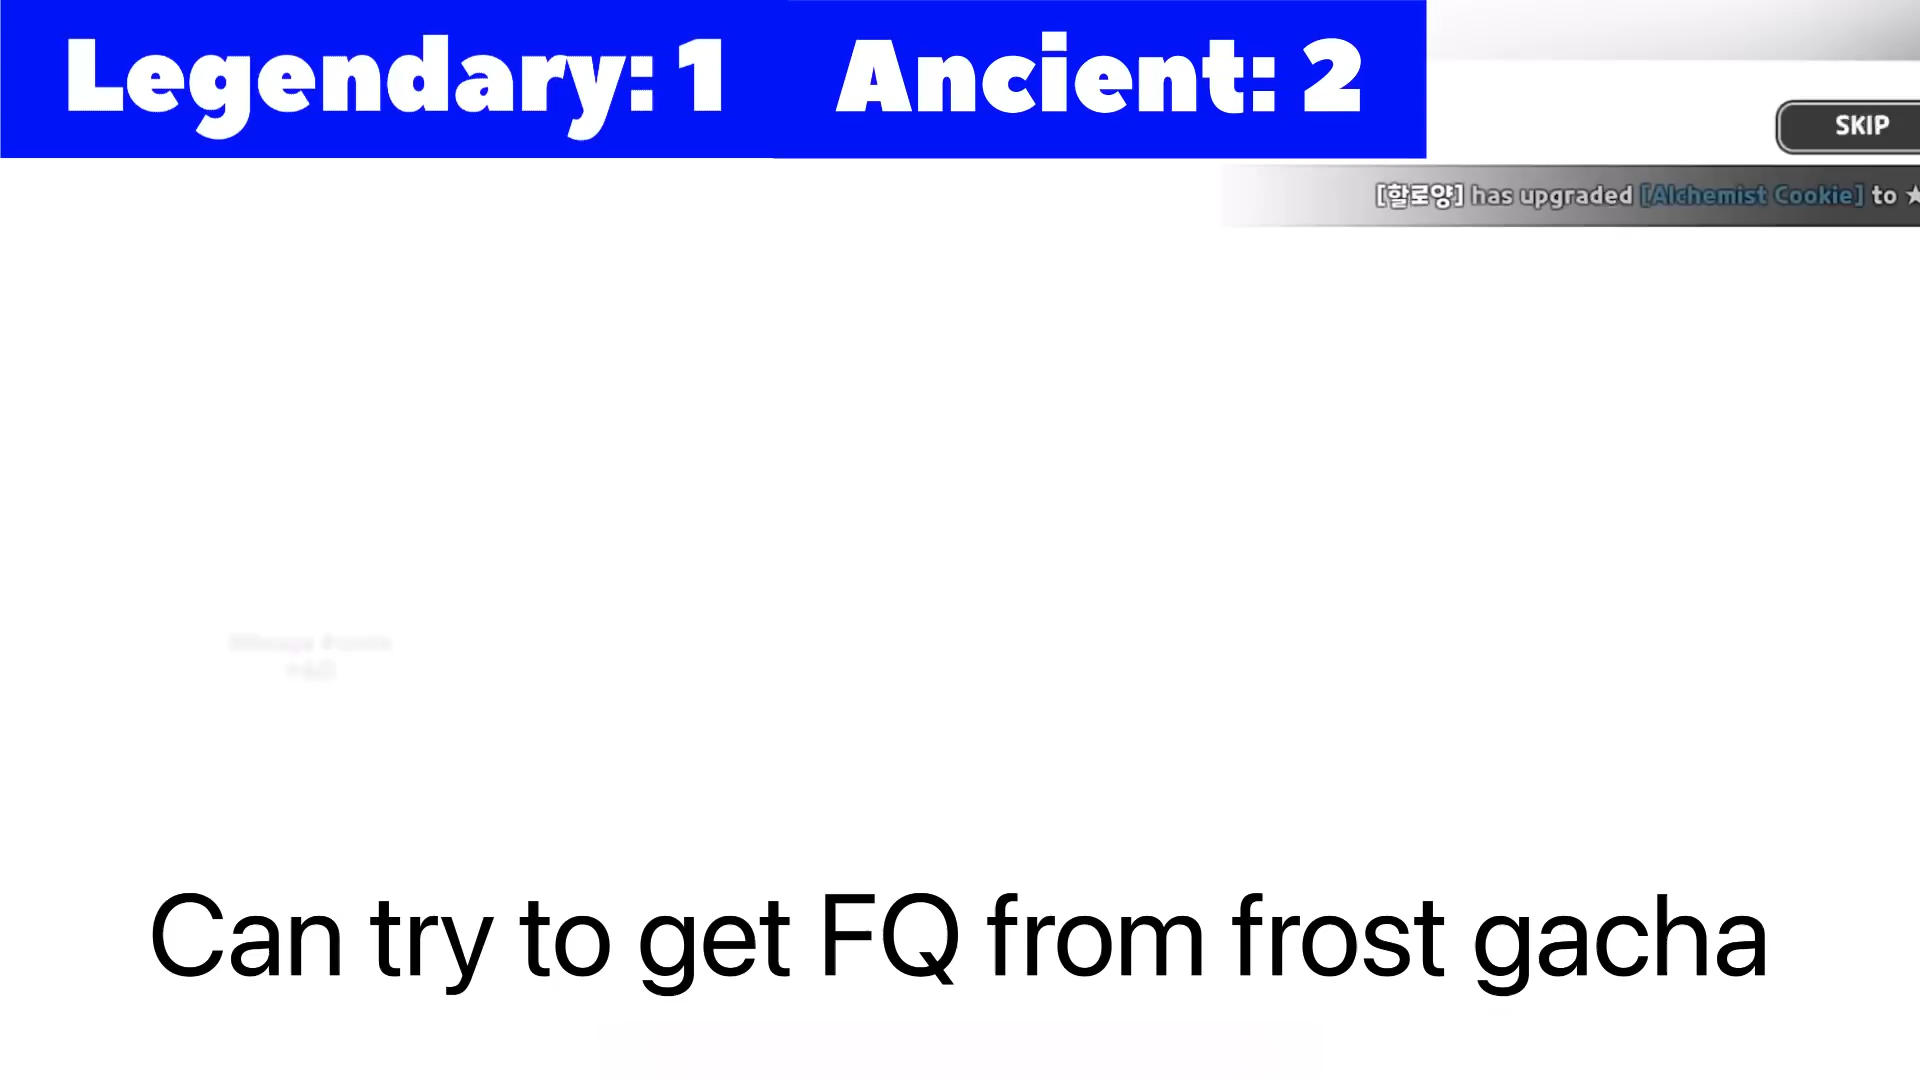 Legendary: 1 Ancient: 2
SKIP
[할로양] has upgraded [Alchemist Cookie] to ★
Can try to get FQ from frost gacha